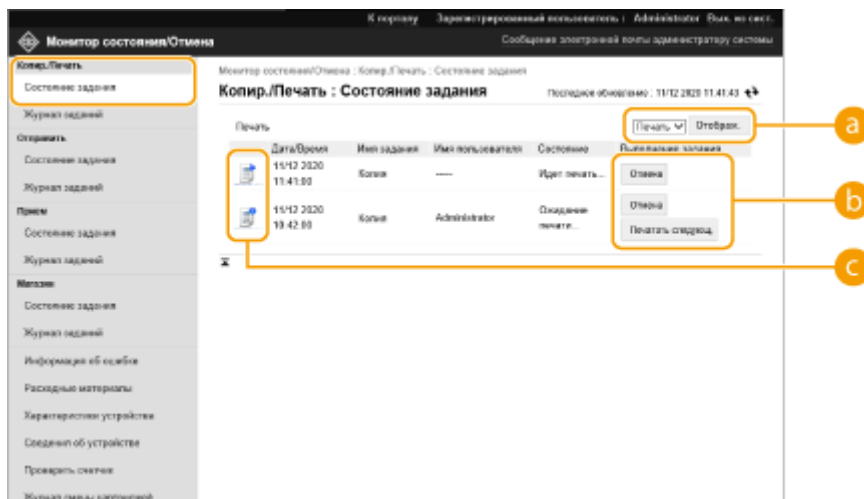 К порталу Зарегистрированный пользователь : Administrator Вых. из сист.
Монитор состояния/Отмена Сообщение электронной почты администратору системы
Копир./Печать
Состояние задания
Журнал заданий
Отправить
Состояние задания
Журнал заданий
Прием
Состояние задания
Журнал заданий
Магазин
Состояние задания
Журнал заданий
Информация об ошибке
Расходные материалы
Характеристики устройства
Сведения об устройстве
Проверить счетчик
Журнал смены картриджей
Монитор состояния/Отмена : Копир./Печать : Состояние задания
Копир./Печать : Состояние задания Последнее обновление : 11/12 2020 11:41:43
Печать Печать Отображ.
Дата/Время Имя задания Имя пользователя Состояние Выполнение задания
11/12 2020
11:41:00 Копия ----- Идет печать... Отмена
11/12 2020
10:42:00 Копия Administrator Ожидание
печати... Отмена
Печатать следующ.
a
b
c